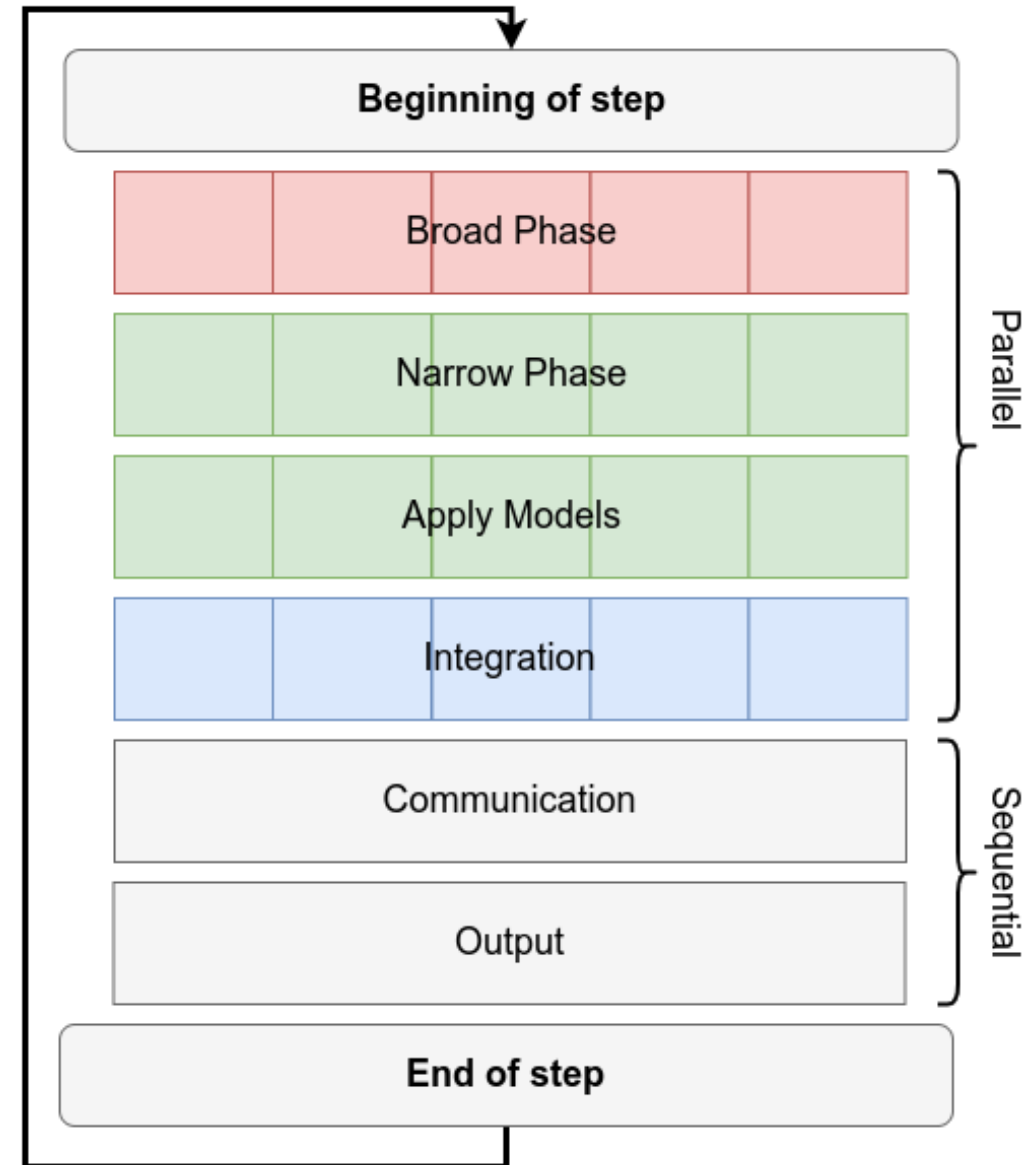 Beginning of step
Broad Phase
Narrow Phase
Apply Models
Integration
Parallel
Communication
Output
Sequential
End of step